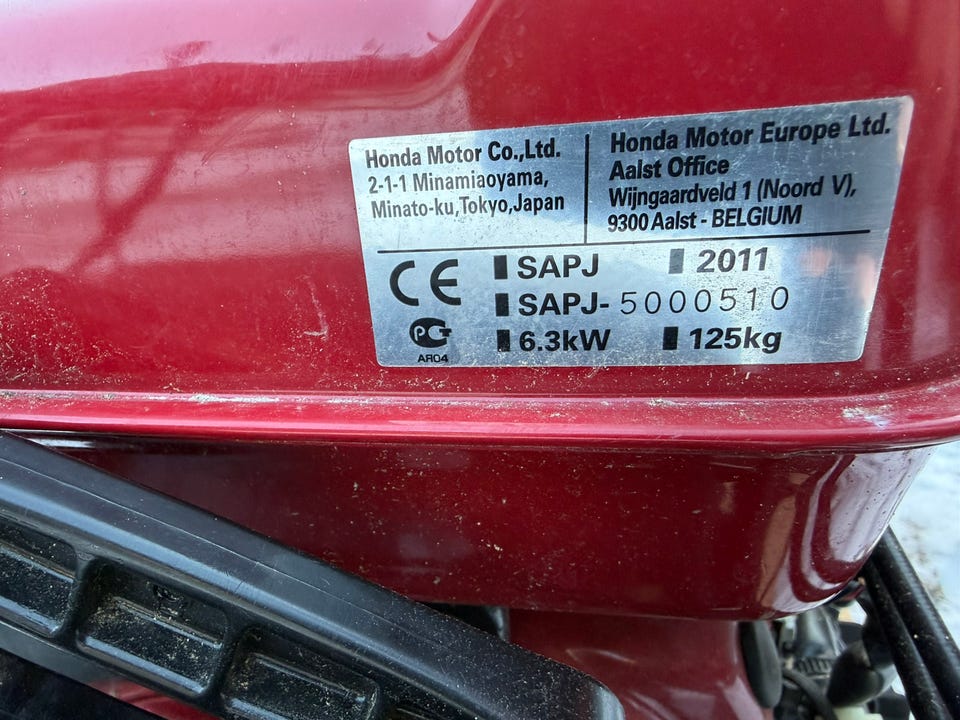 Honda Motor Co.,Ltd.
2-1-1 Minamiaoyama,
Minato-ku,Tokyo,Japan
Honda Motor Europe Ltd.
Aalst Office
Wijngaardveld 1 (Noord V),
9300 Aalst - BELGIUM
CE
SAPJ 2011
SAPJ-5000510
6.3kW 125kg
РСТ
AR04